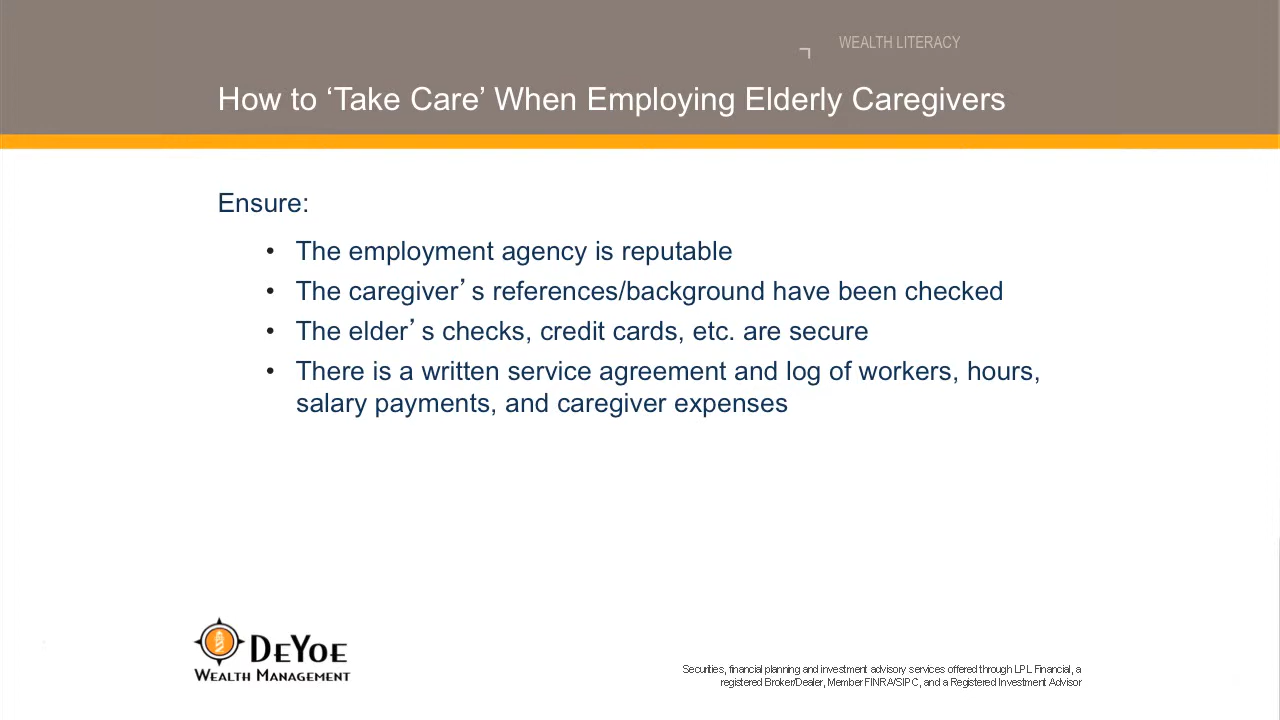 WEALTH LITERACY
How to ‘Take Care’ When Employing Elderly Caregivers
Ensure:
• The employment agency is reputable
• The caregiver’s references/background have been checked
• The elder’s checks, credit cards, etc. are secure
• There is a written service agreement and log of workers, hours,
salary payments, and caregiver expenses
DEYOE
WEALTH MANAGEMENT
Securities, financial planning and investment advisory services offered through LPL Financial, a
registered Broker/Dealer, Member FINRA/SIPC, and a Registered Investment Advisor